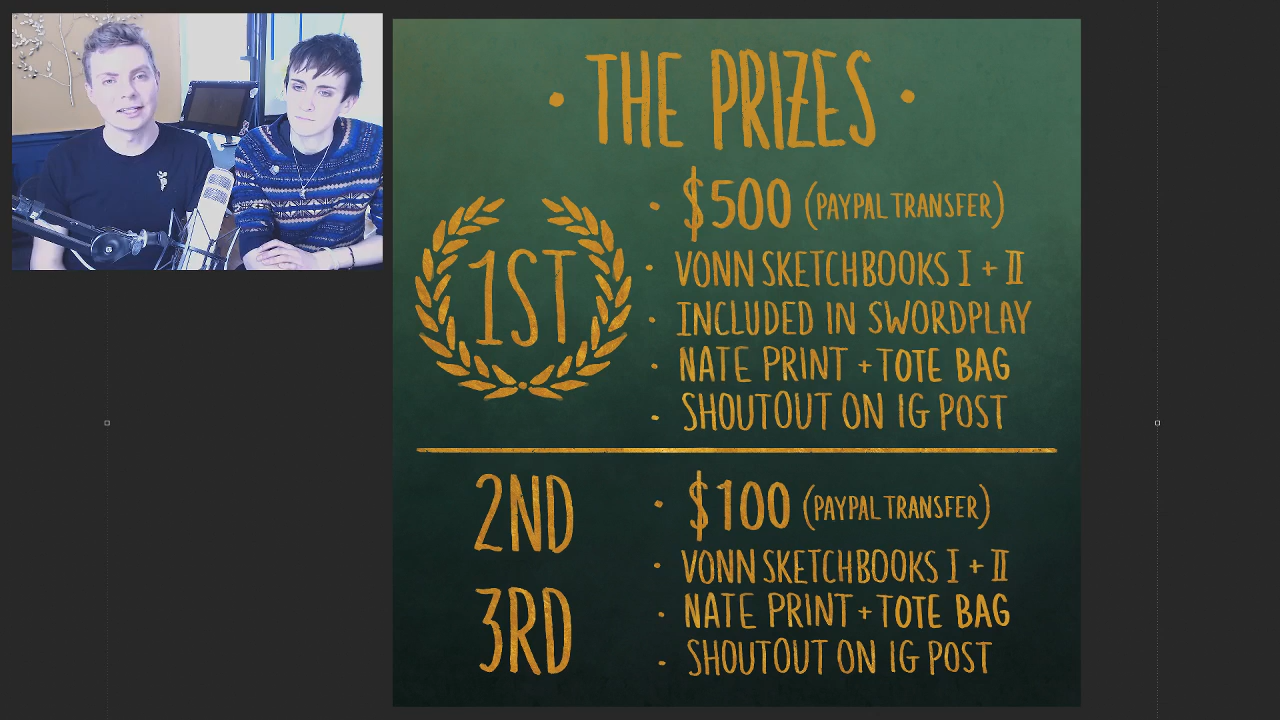 • THE PRIZES •
1ST
• $500 (PAYPAL TRANSFER)
• VONN SKETCHBOOKS I + II
• INCLUDED IN SWORDPLAY
• NATE PRINT + TOTE BAG
• SHOUTOUT ON IG POST
2ND
3RD
• $100 (PAYPAL TRANSFER)
• VONN SKETCHBOOKS I + II
• NATE PRINT + TOTE BAG
• SHOUTOUT ON IG POST